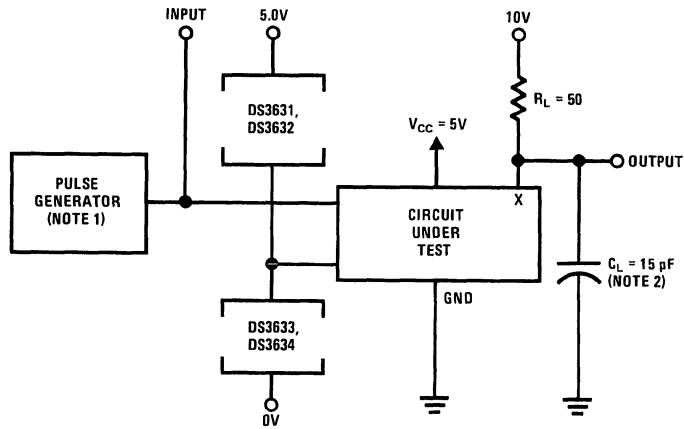 INPUT
5.0V
10V
DS3631,
DS3632
R_L = 50
V_CC = 5V
OUTPUT
PULSE
GENERATOR
(NOTE 1)
X
CIRCUIT
UNDER
TEST
C_L = 15 pF
(NOTE 2)
GND
DS3633,
DS3634
0V